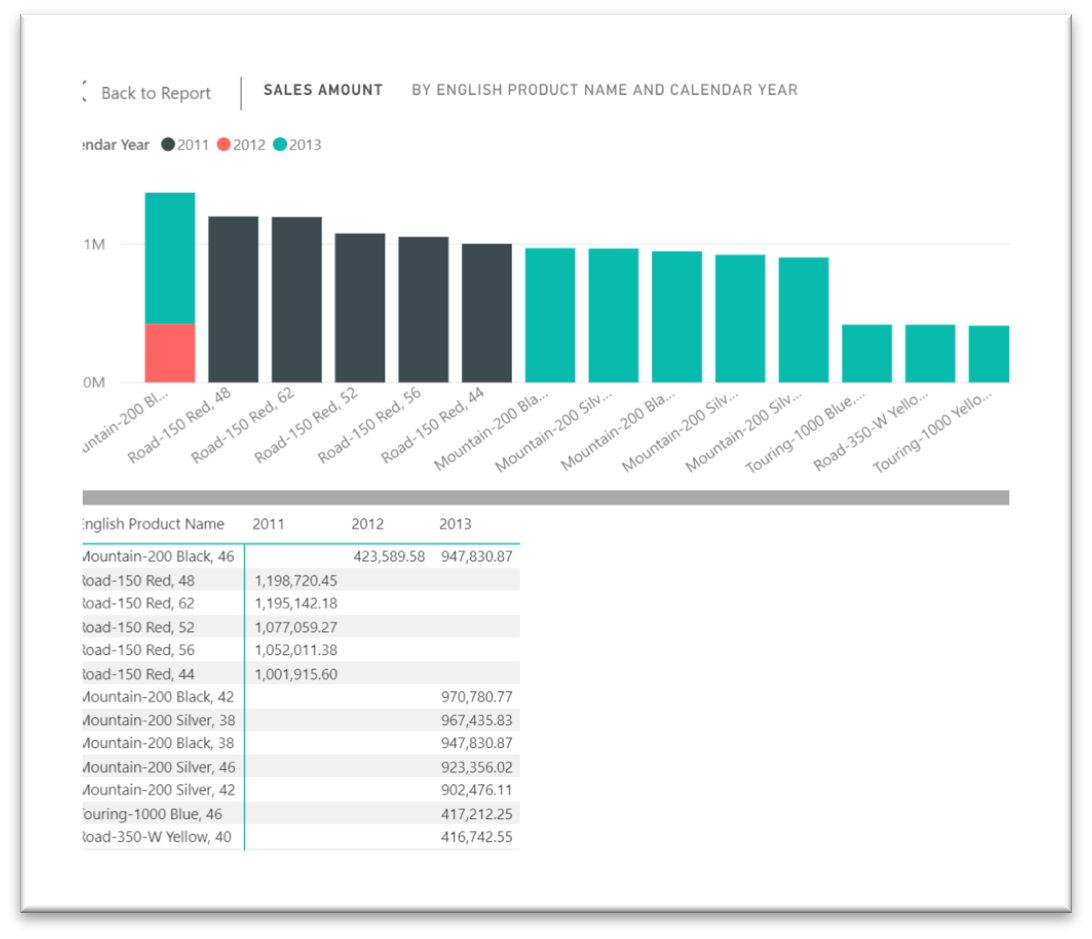 Back to Report SALES AMOUNT BY ENGLISH PRODUCT NAME AND CALENDAR YEAR
endar Year 2011 2012 2013
1M
0M
untain-200 Bl...
Road-150 Red, 48
Road-150 Red, 62
Road-150 Red, 52
Road-150 Red, 56
Road-150 Red, 44
Mountain-200 Bla...
Mountain-200 Silv...
Mountain-200 Bla...
Mountain-200 Silv...
Mountain-200 Silv...
Touring-1000 Blue,...
Road-350-W Yello...
Touring-1000 Yello...
English Product Name 2011 2012 2013
Mountain-200 Black, 46 423,589.58 947,830.87
Road-150 Red, 48 1,198,720.45
Road-150 Red, 62 1,195,142.18
Road-150 Red, 52 1,077,059.27
Road-150 Red, 56 1,052,011.38
Road-150 Red, 44 1,001,915.60
Mountain-200 Black, 42 970,780.77
Mountain-200 Silver, 38 967,435.83
Mountain-200 Black, 38 947,830.87
Mountain-200 Silver, 46 923,356.02
Mountain-200 Silver, 42 902,476.11
Touring-1000 Blue, 46 417,212.25
Road-350-W Yellow, 40 416,742.55